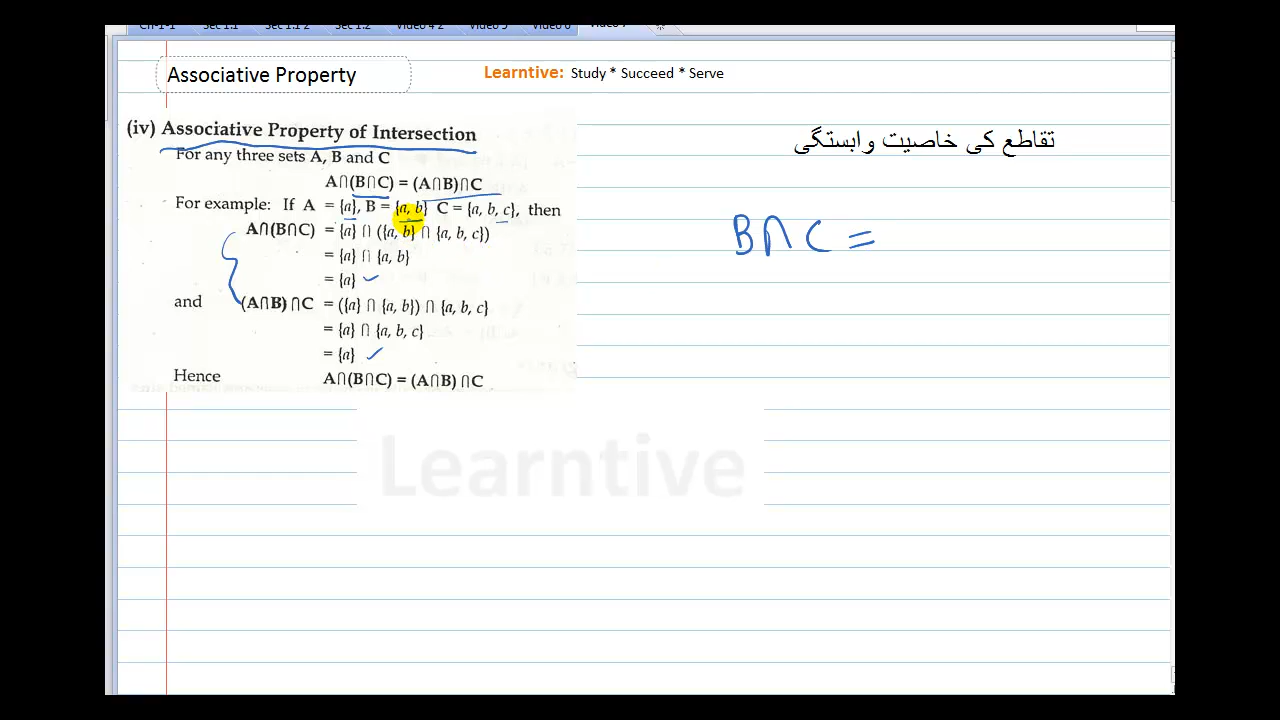 Associative Property
Learntive: Study * Succeed * Serve
(iv) Associative Property of Intersection
تقاطع کی خاصیت وابستگی
For any three sets A, B and C
A∩(B∩C) = (A∩B)∩C
For example: If A = {a}, B = {a, b} C = {a, b, c}, then
A∩(B∩C) = {a} ∩ ({a, b} ∩ {a, b, c})
B∩C =
= {a} ∩ {a, b}
= {a}
and (A∩B)∩C = ({a} ∩ {a, b}) ∩ {a, b, c}
= {a} ∩ {a, b, c}
= {a}
Hence A∩(B∩C) = (A∩B) ∩C
Learntive